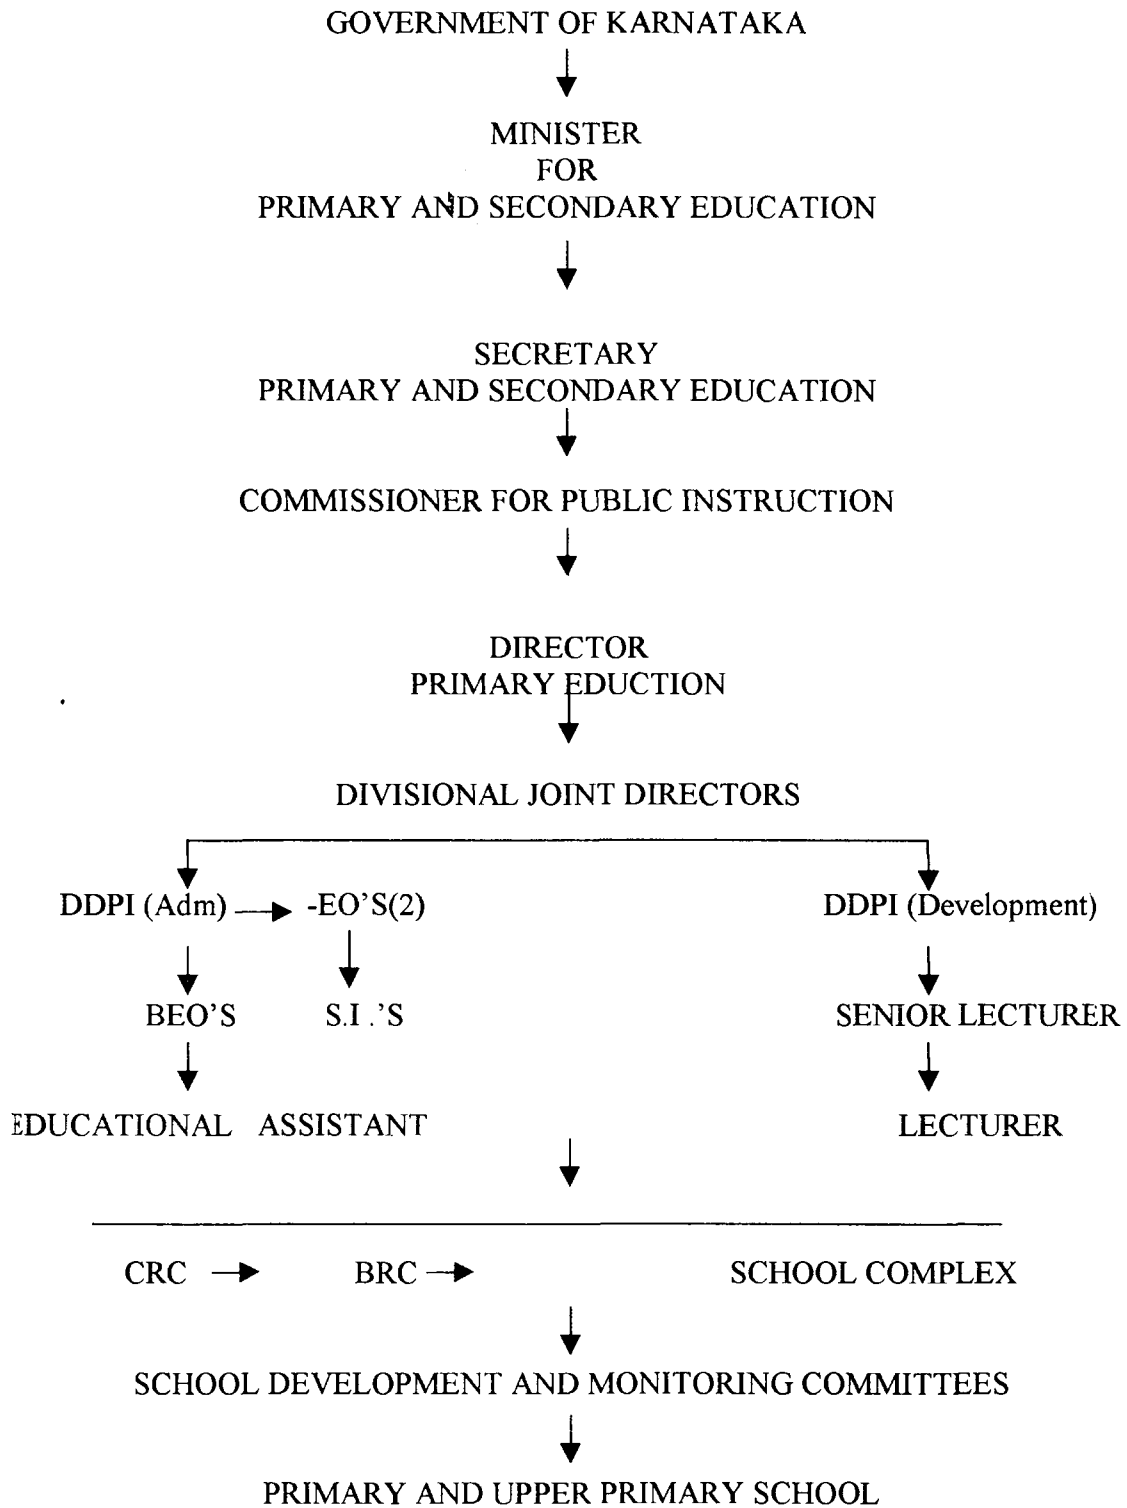 GOVERNMENT OF KARNATAKA
MINISTER
FOR
PRIMARY AND SECONDARY EDUCATION
SECRETARY
PRIMARY AND SECONDARY EDUCATION
COMMISSIONER FOR PUBLIC INSTRUCTION
DIRECTOR
PRIMARY EDUCTION
DIVISIONAL JOINT DIRECTORS
DDPI (Adm) -EO'S(2) DDPI (Development)
BEO'S S.I .'S SENIOR LECTURER
EDUCATIONAL ASSISTANT LECTURER
CRC BRC SCHOOL COMPLEX
SCHOOL DEVELOPMENT AND MONITORING COMMITTEES
PRIMARY AND UPPER PRIMARY SCHOOL